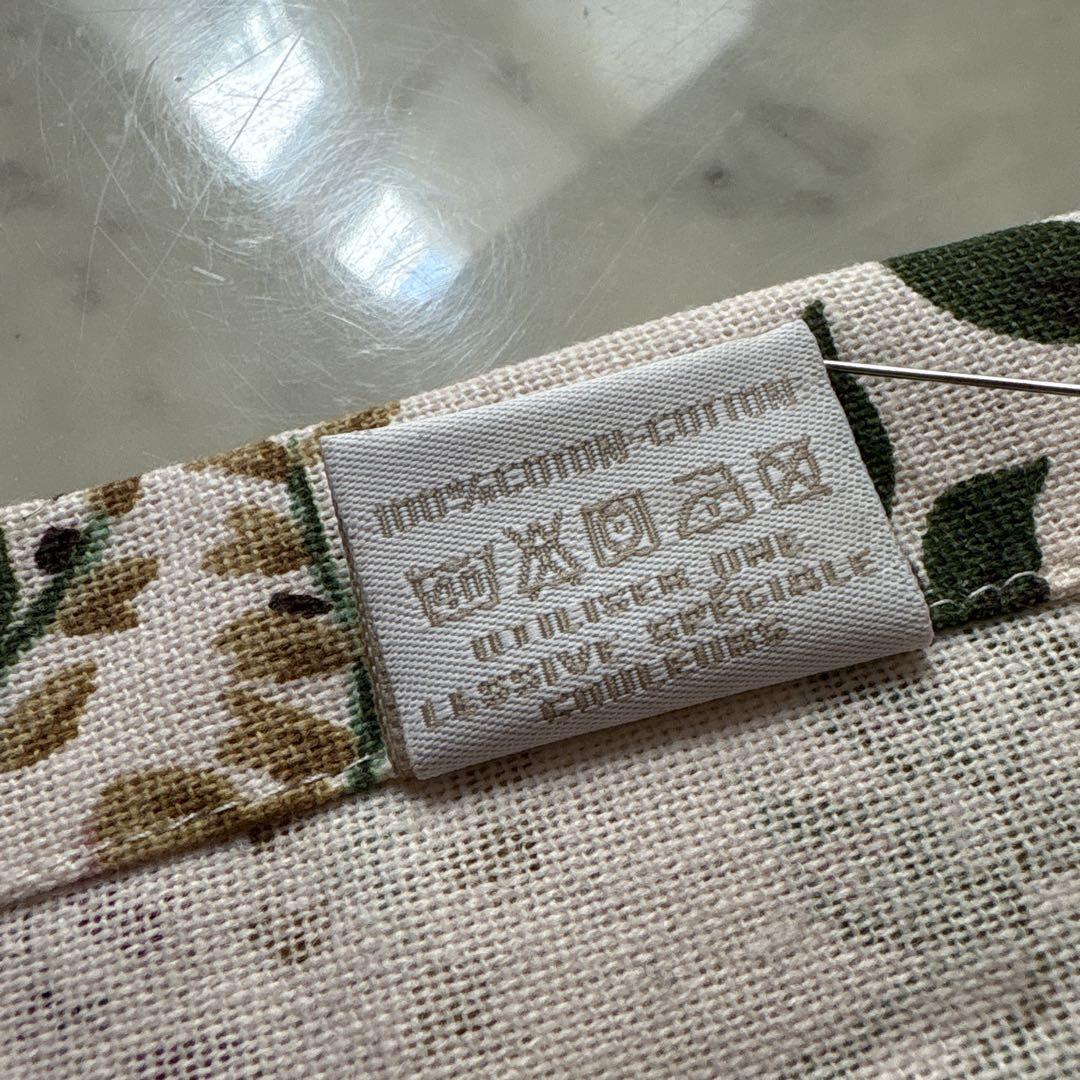 100%COTON-COTTON
UTILISER UNE
LESSIVE SPECIALE
COULEURS